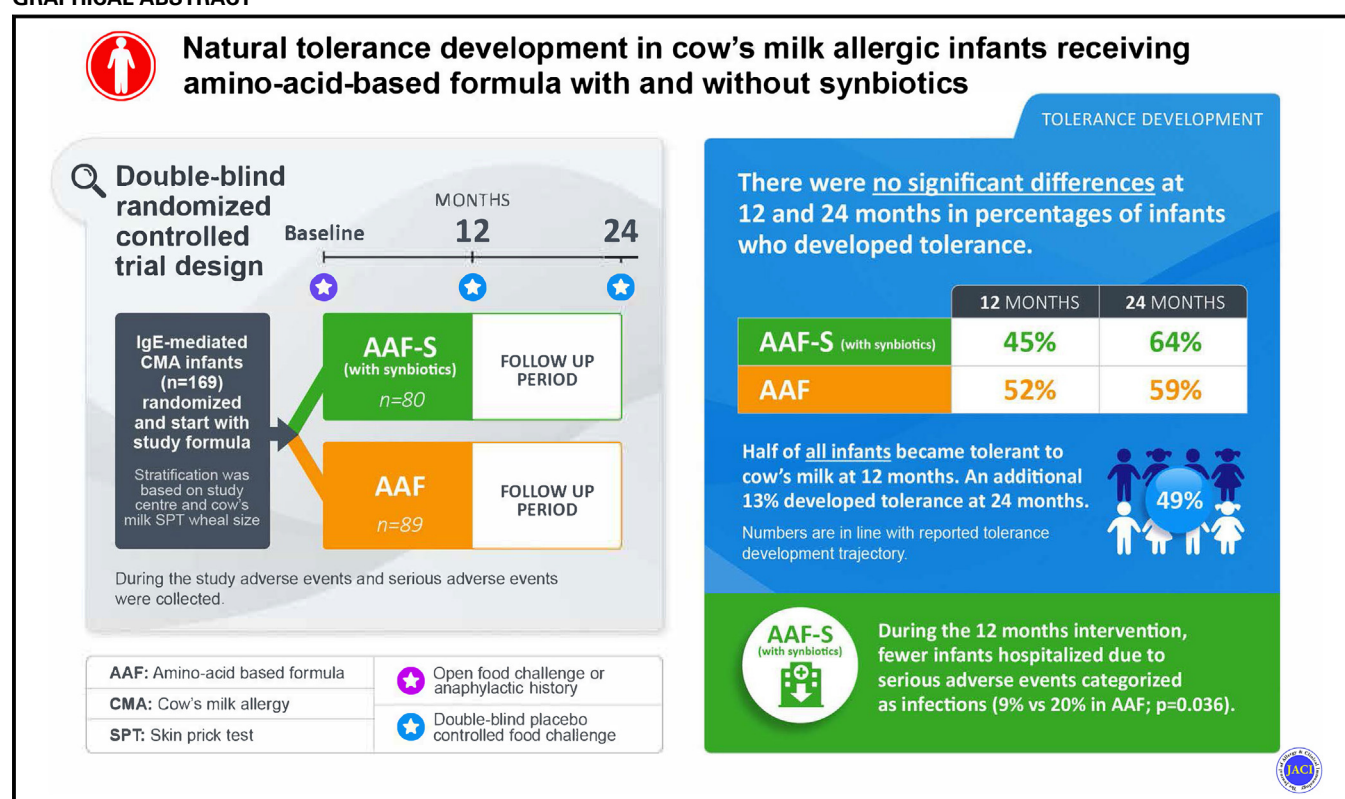 GRAPHICAL ABSTRACT
Natural tolerance development in cow's milk allergic infants receiving
amino-acid-based formula with and without synbiotics
Double-blind
randomized
controlled
trial design
MONTHS
Baseline 12 24
IgE-mediated
CMA infants
(n=169)
randomized
and start with
study formula
Stratification was
based on study
centre and cow's
milk SPT wheal size
AAF-S
(with synbiotics)
n=80
FOLLOW UP
PERIOD
AAF
n=89
FOLLOW UP
PERIOD
During the study adverse events and serious adverse events
were collected.
AAF: Amino-acid based formula
CMA: Cow's milk allergy
SPT: Skin prick test
Open food challenge or
anaphylactic history
Double-blind placebo
controlled food challenge
TOLERANCE DEVELOPMENT
There were no significant differences at
12 and 24 months in percentages of infants
who developed tolerance.
12 MONTHS 24 MONTHS
AAF-S (with synbiotics) 45% 64%
AAF 52% 59%
Half of all infants became tolerant to
cow's milk at 12 months. An additional
13% developed tolerance at 24 months.
Numbers are in line with reported tolerance
development trajectory.
49%
AAF-S
(with synbiotics)
During the 12 months intervention,
fewer infants hospitalized due to
serious adverse events categorized
as infections (9% vs 20% in AAF; p=0.036).
JACI